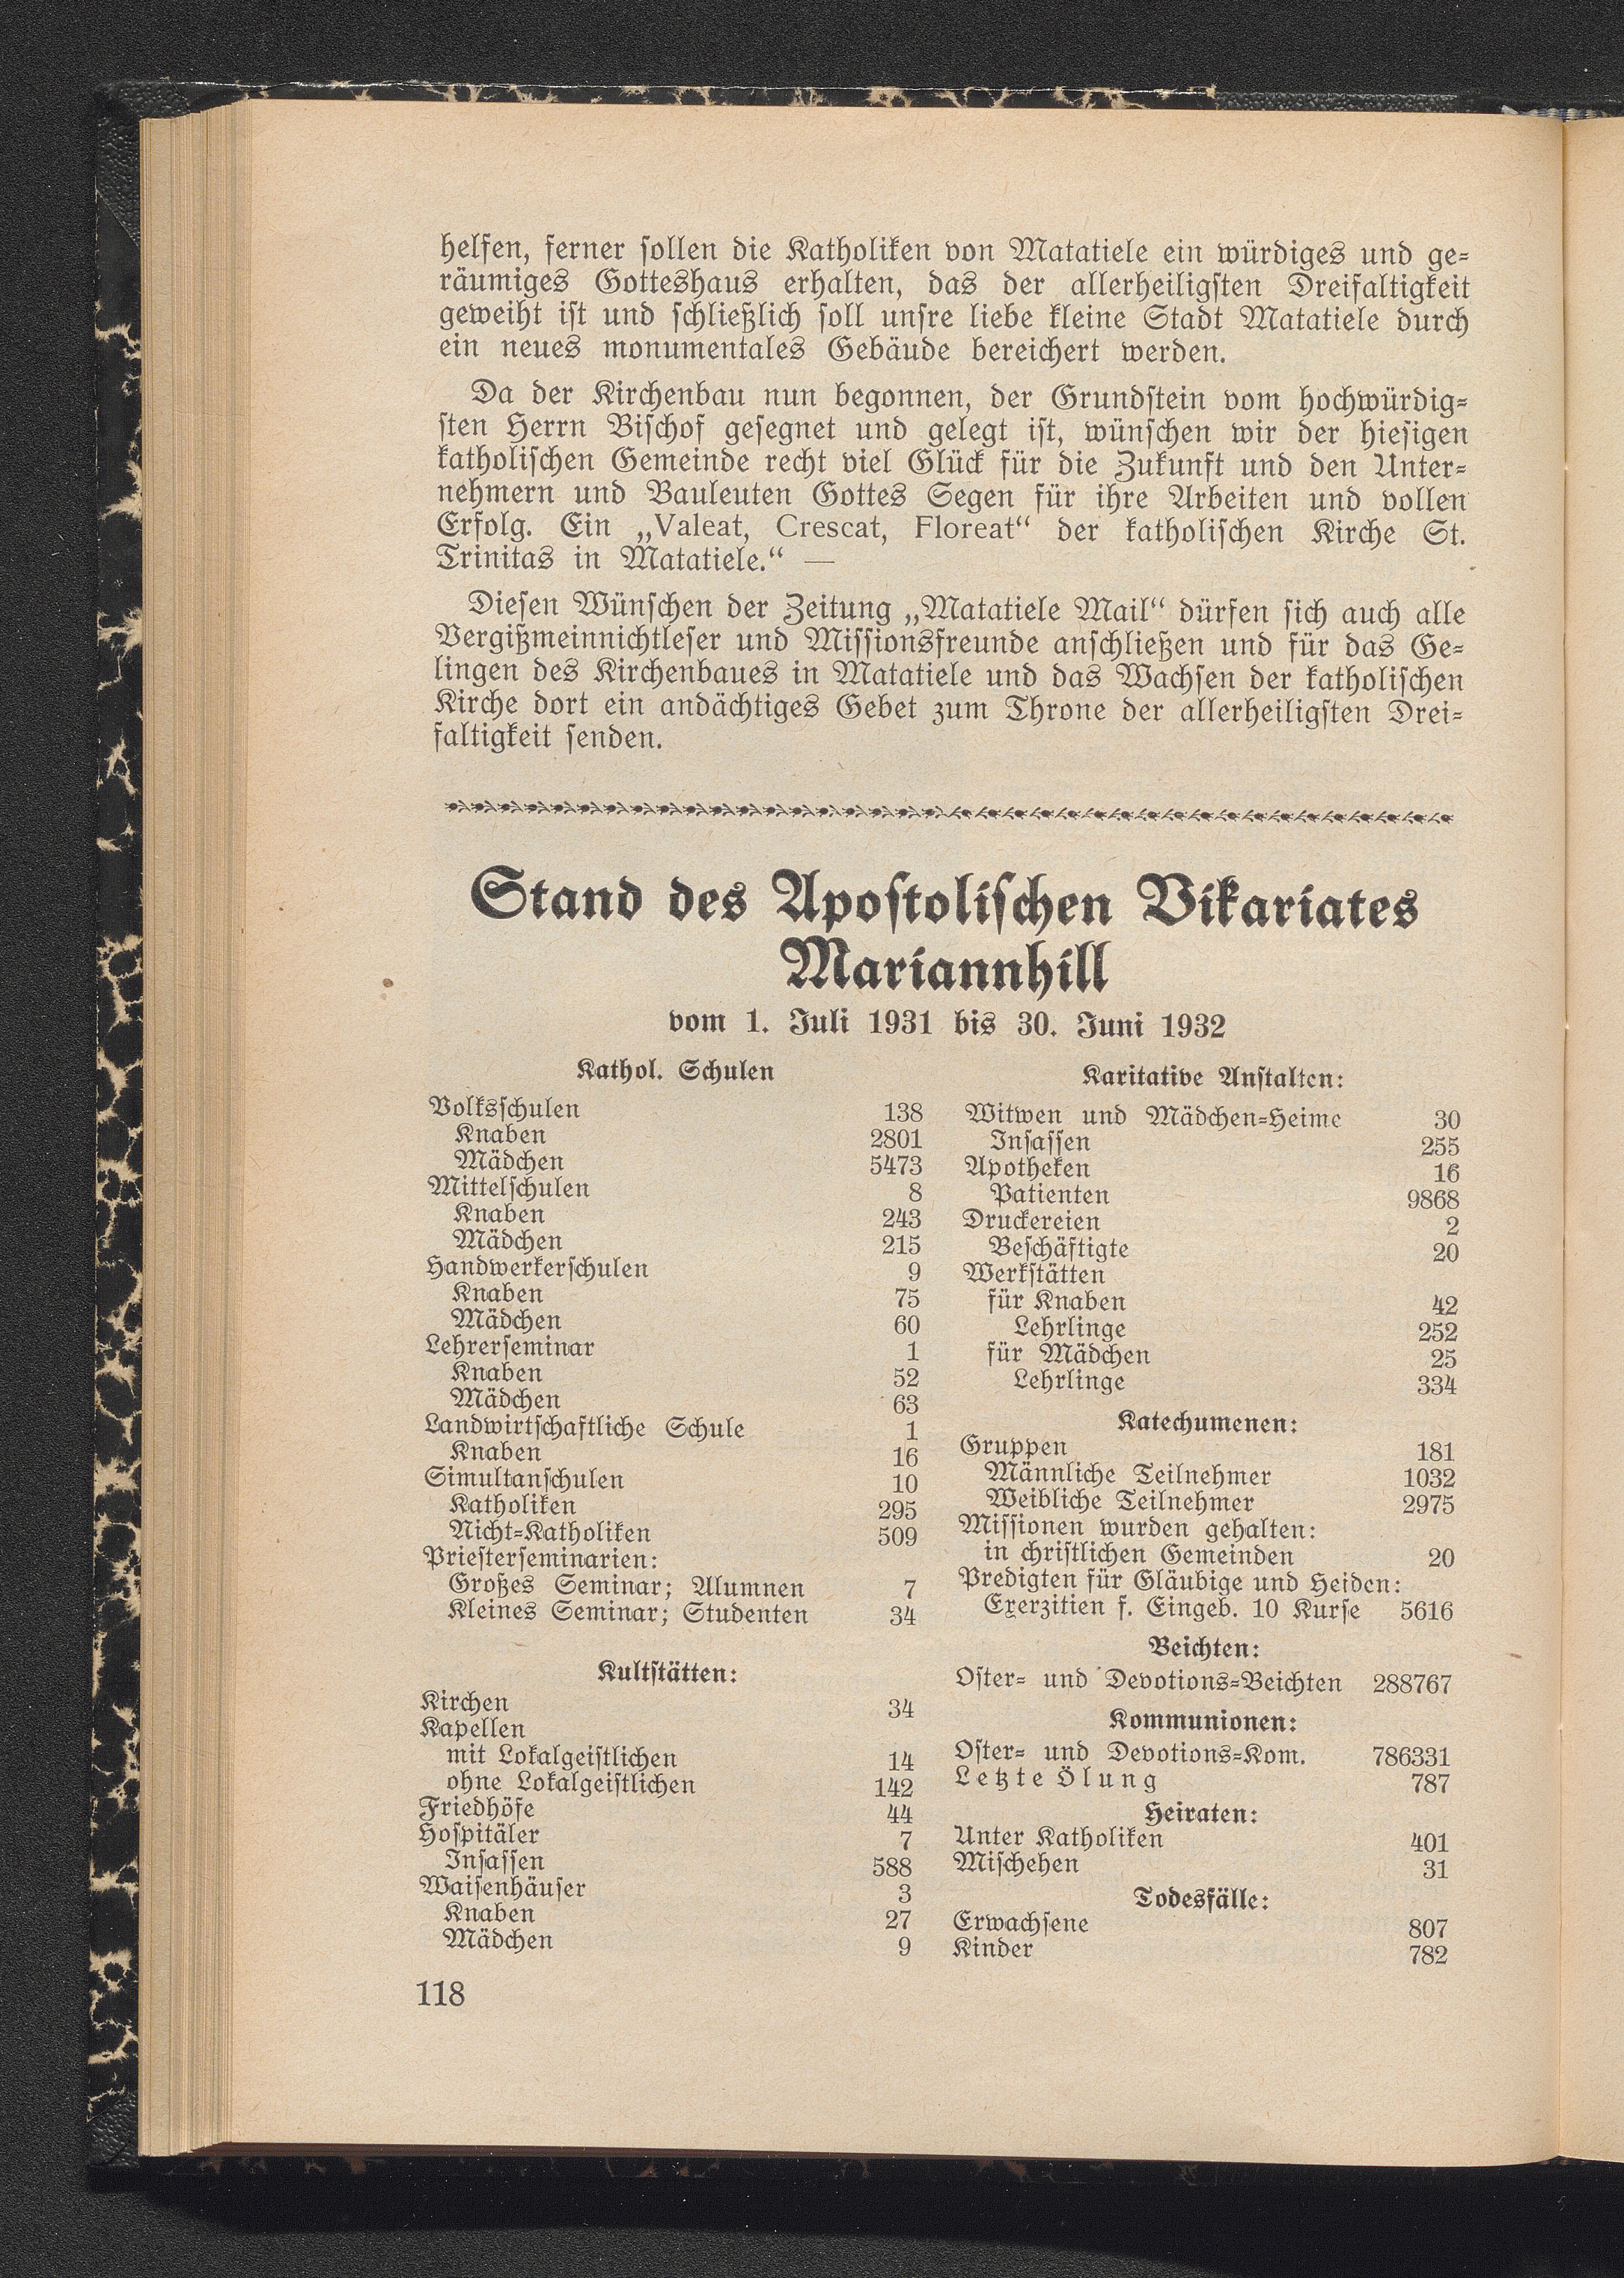 helfen, ferner sollen die Katholiken von Matatiele ein würdiges und ge-
räumiges Gotteshaus erhalten, das der allerheiligsten Dreifaltigkeit
geweiht ist und schließlich soll unsre liebe kleine Stadt Matatiele durch
ein neues monumentales Gebäude bereichert werden.
Da der Kirchenbau nun begonnen, der Grundstein vom hochwürdig-
sten Herrn Bischof gesegnet und gelegt ist, wünschen wir der hiesigen
katholischen Gemeinde recht viel Glück für die Zukunft und den Unter-
nehmern und Bauleuten Gottes Segen für ihre Arbeiten und vollen
Erfolg. Ein „Valeat, Crescat, Floreat“ der katholischen Kirche St.
Trinitas in Matatiele.“ —
Diesen Wünschen der Zeitung „Matatiele Mail“ dürfen sich auch alle
Vergißmeinnichtleser und Missionsfreunde anschließen und für das Ge-
lingen des Kirchenbaues in Matatiele und das Wachsen der katholischen
Kirche dort ein andächtiges Gebet zum Throne der allerheiligsten Drei-
faltigkeit senden.
Stand des Apostolischen Vikariates
Mariannhill
vom 1. Juli 1931 bis 30. Juni 1932
Kathol. Schulen
Volksschulen 138
Knaben 2801
Mädchen 5473
Mittelschulen 8
Knaben 243
Mädchen 215
Handwerkerschulen 9
Knaben 75
Mädchen 60
Lehrerseminar 1
Knaben 52
Mädchen 63
Landwirtschaftliche Schule 1
Knaben 16
Simultanschulen 10
Katholiken 295
Nicht-Katholiken 509
Priesterseminarien:
Großes Seminar; Alumnen 7
Kleines Seminar; Studenten 34
Kultstätten:
Kirchen 34
Kapellen
mit Lokalgeistlichen 14
ohne Lokalgeistlichen 142
Friedhöfe 44
Hospitäler 7
Insassen 588
Waisenhäuser 3
Knaben 27
Mädchen 9
Karitative Anstalten:
Witwen und Mädchen-Heime 30
Insassen 255
Apotheken 16
Patienten 9868
Druckereien 2
Beschäftigte 20
Werkstätten
für Knaben 42
Lehrlinge 252
für Mädchen 25
Lehrlinge 334
Katechumenen:
Gruppen 181
Männliche Teilnehmer 1032
Weibliche Teilnehmer 2975
Missionen wurden gehalten:
in christlichen Gemeinden 20
Predigten für Gläubige und Heiden:
Exerzitien f. Eingeb. 10 Kurse 5616
Beichten:
Oster- und Devotions-Beichten 288767
Kommunionen:
Oster- und Devotions-Kom. 786331
Letzte Ölung 787
Heiraten:
Unter Katholiken 401
Mischehen 31
Todesfälle:
Erwachsene 807
Kinder 782
118